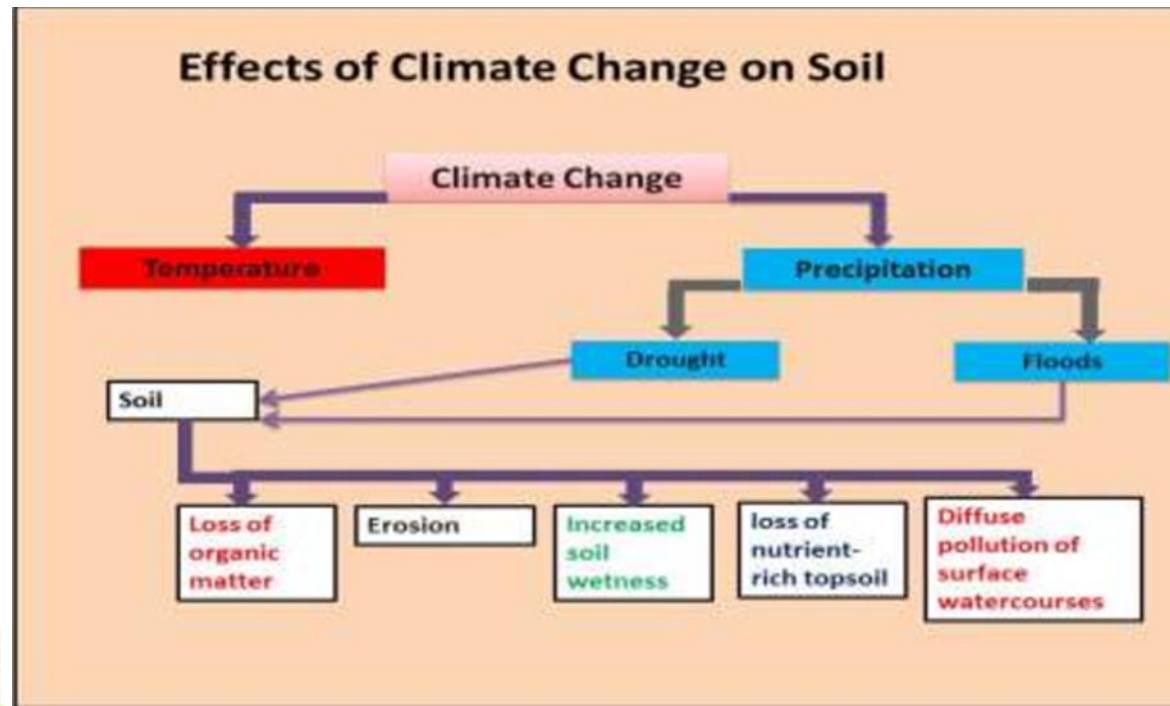 Effects of Climate Change on Soil
Climate Change
Temperature
Precipitation
Drought
Floods
Soil
Loss of
organic
matter
Erosion
Increased
soil
wetness
loss of
nutrient-
rich topsoil
Diffuse
pollution of
surface
watercourses